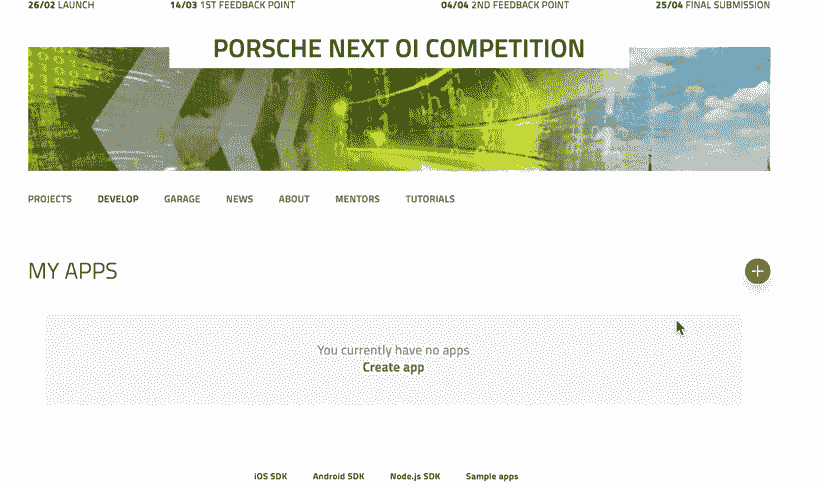 26/02 LAUNCH 14/03 1ST FEEDBACK POINT 04/04 2ND FEEDBACK POINT 25/04 FINAL SUBMISSION
PORSCHE NEXT OI COMPETITION
PROJECTS DEVELOP GARAGE NEWS ABOUT MENTORS TUTORIALS
MY APPS
You currently have no apps
Create app
iOS SDK Android SDK Node.js SDK Sample apps